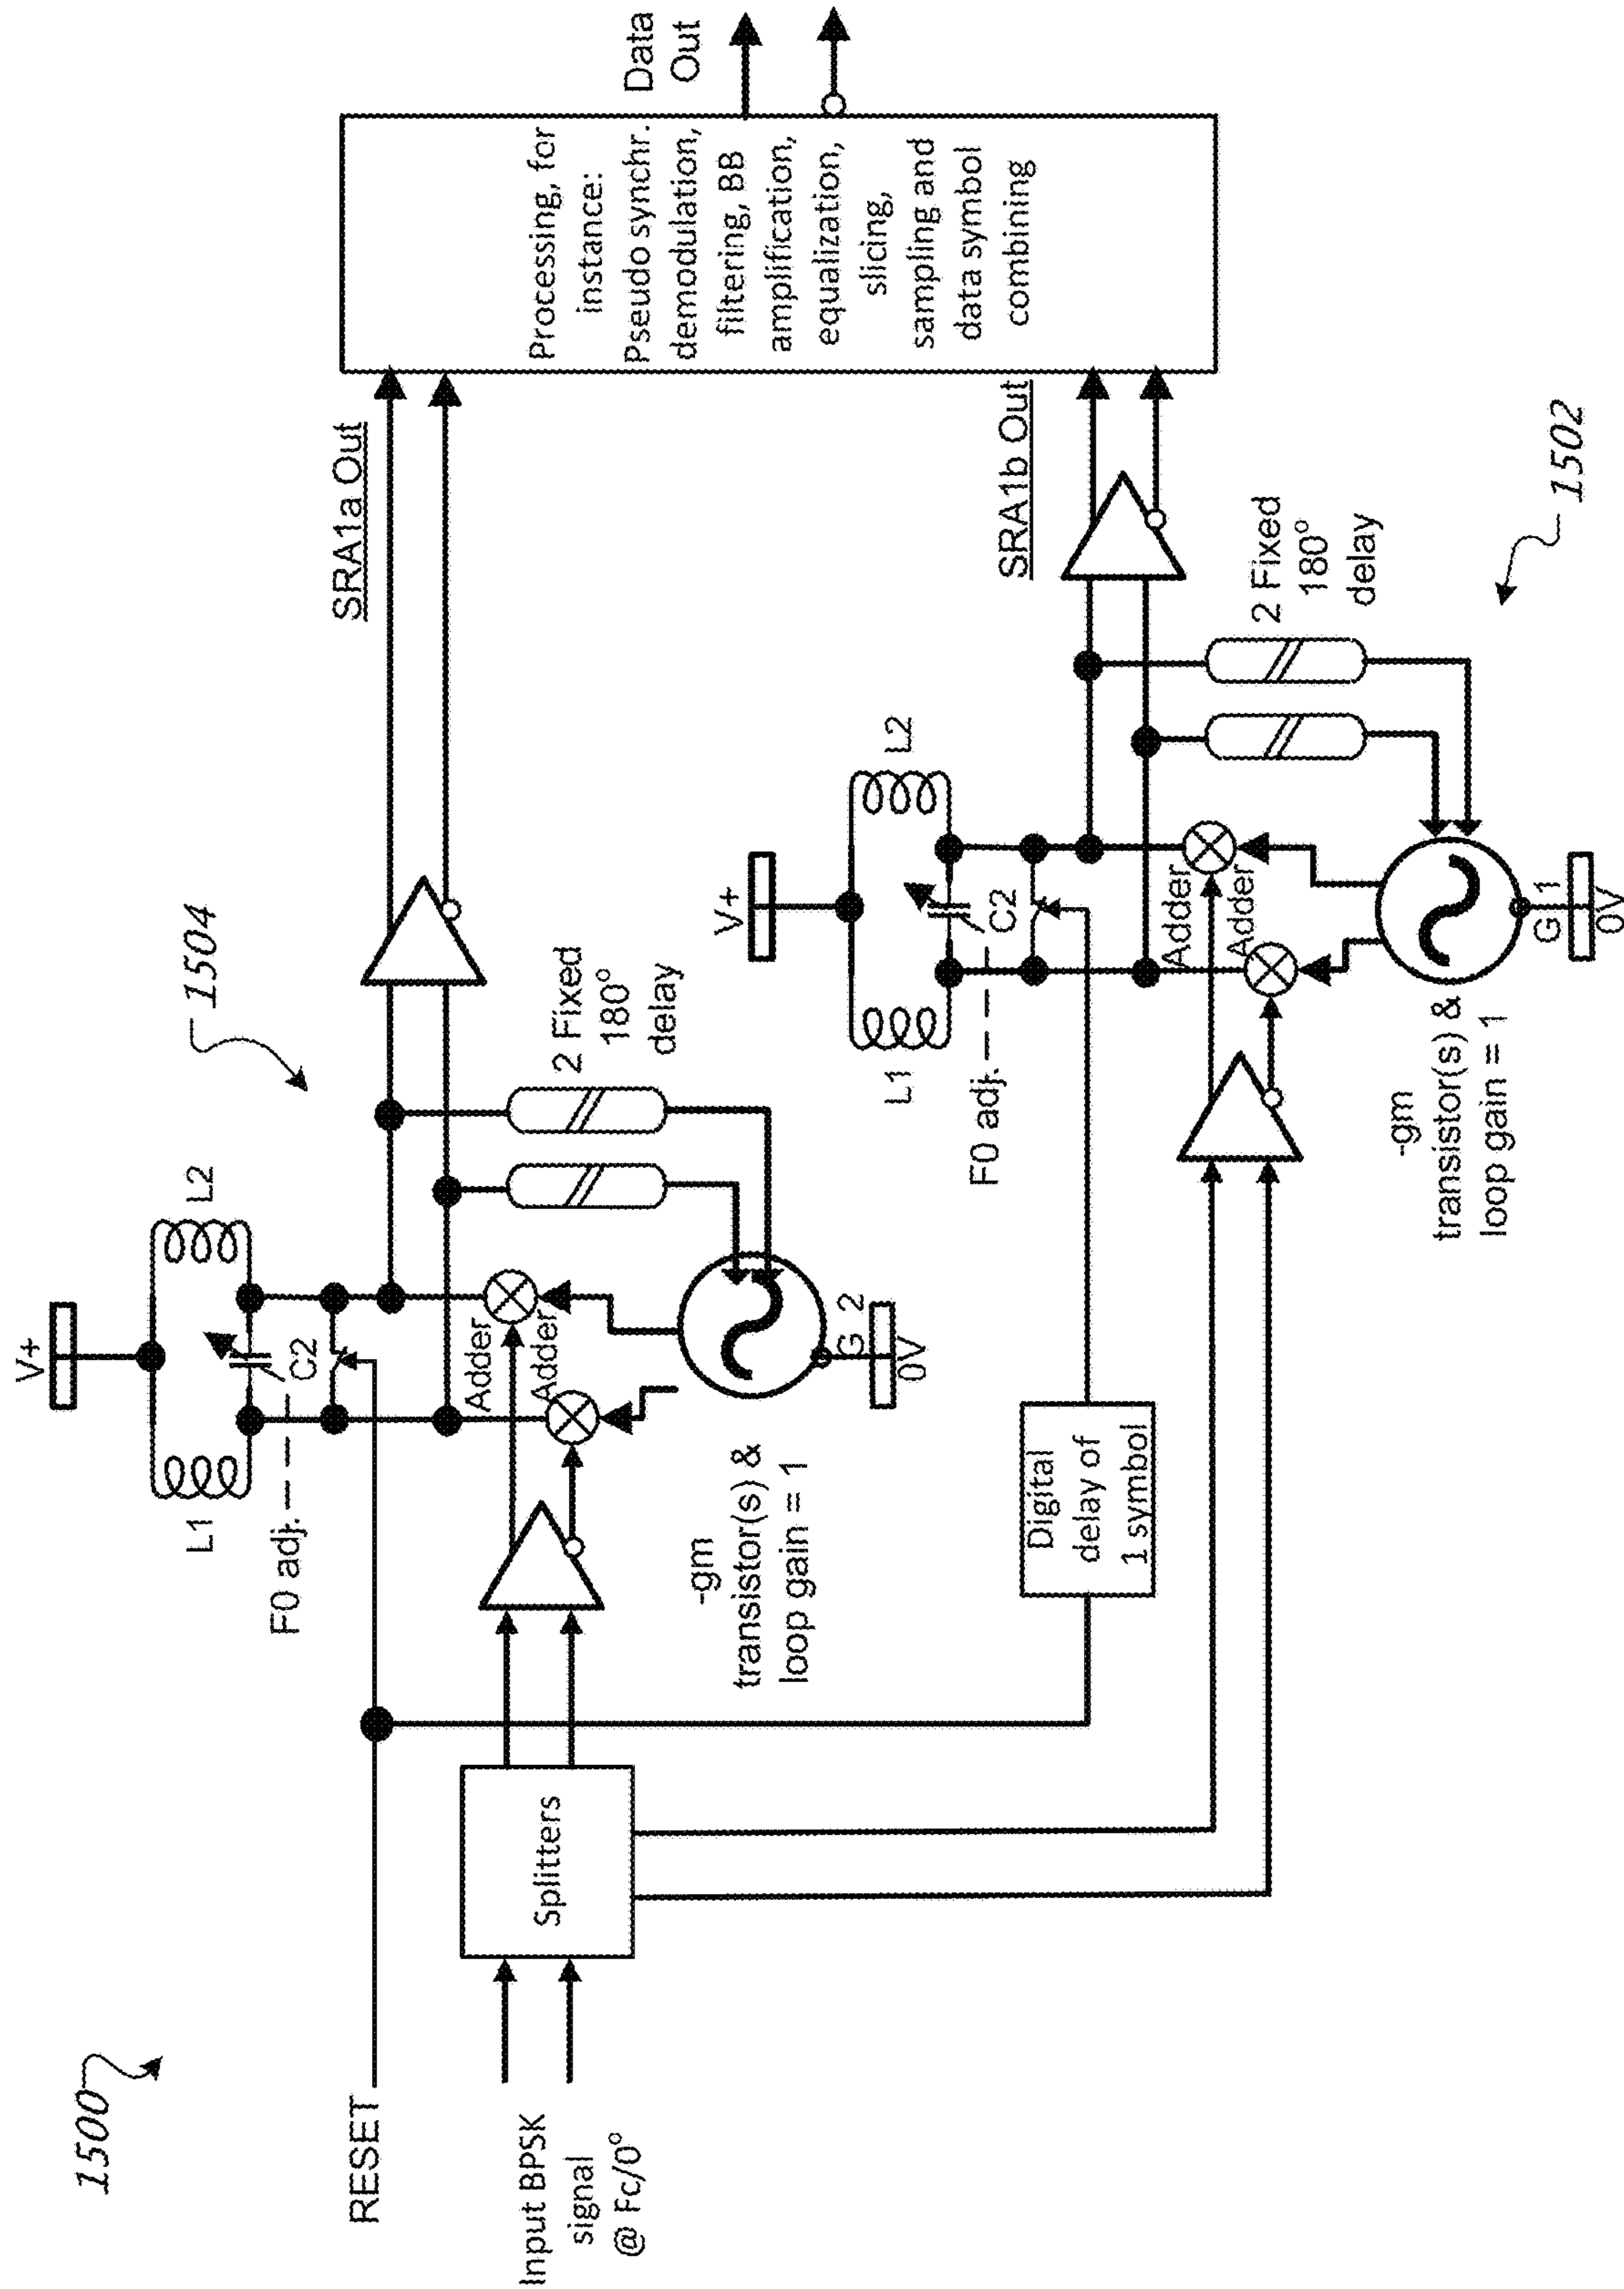 1500
RESET
Input BPSK
signal
@ Fc/0°
Splitters
V+
L1
L2
C2
F0 adj.
Adder
Adder
-gm
transistor(s) &
loop gain = 1
G 2
0V
2 Fixed
180°
delay
1504
SRA1a Out
Digital
delay of
1 symbol
V+
L1
L2
C2
F0 adj.
Adder
Adder
-gm
transistor(s) &
loop gain = 1
G 1
0V
2 Fixed
180°
delay
1502
SRA1b Out
Processing, for
instance:
Pseudo synchr.
demodulation,
filtering, BB
amplification,
equalization,
slicing,
sampling and
data symbol
combining
Data
Out